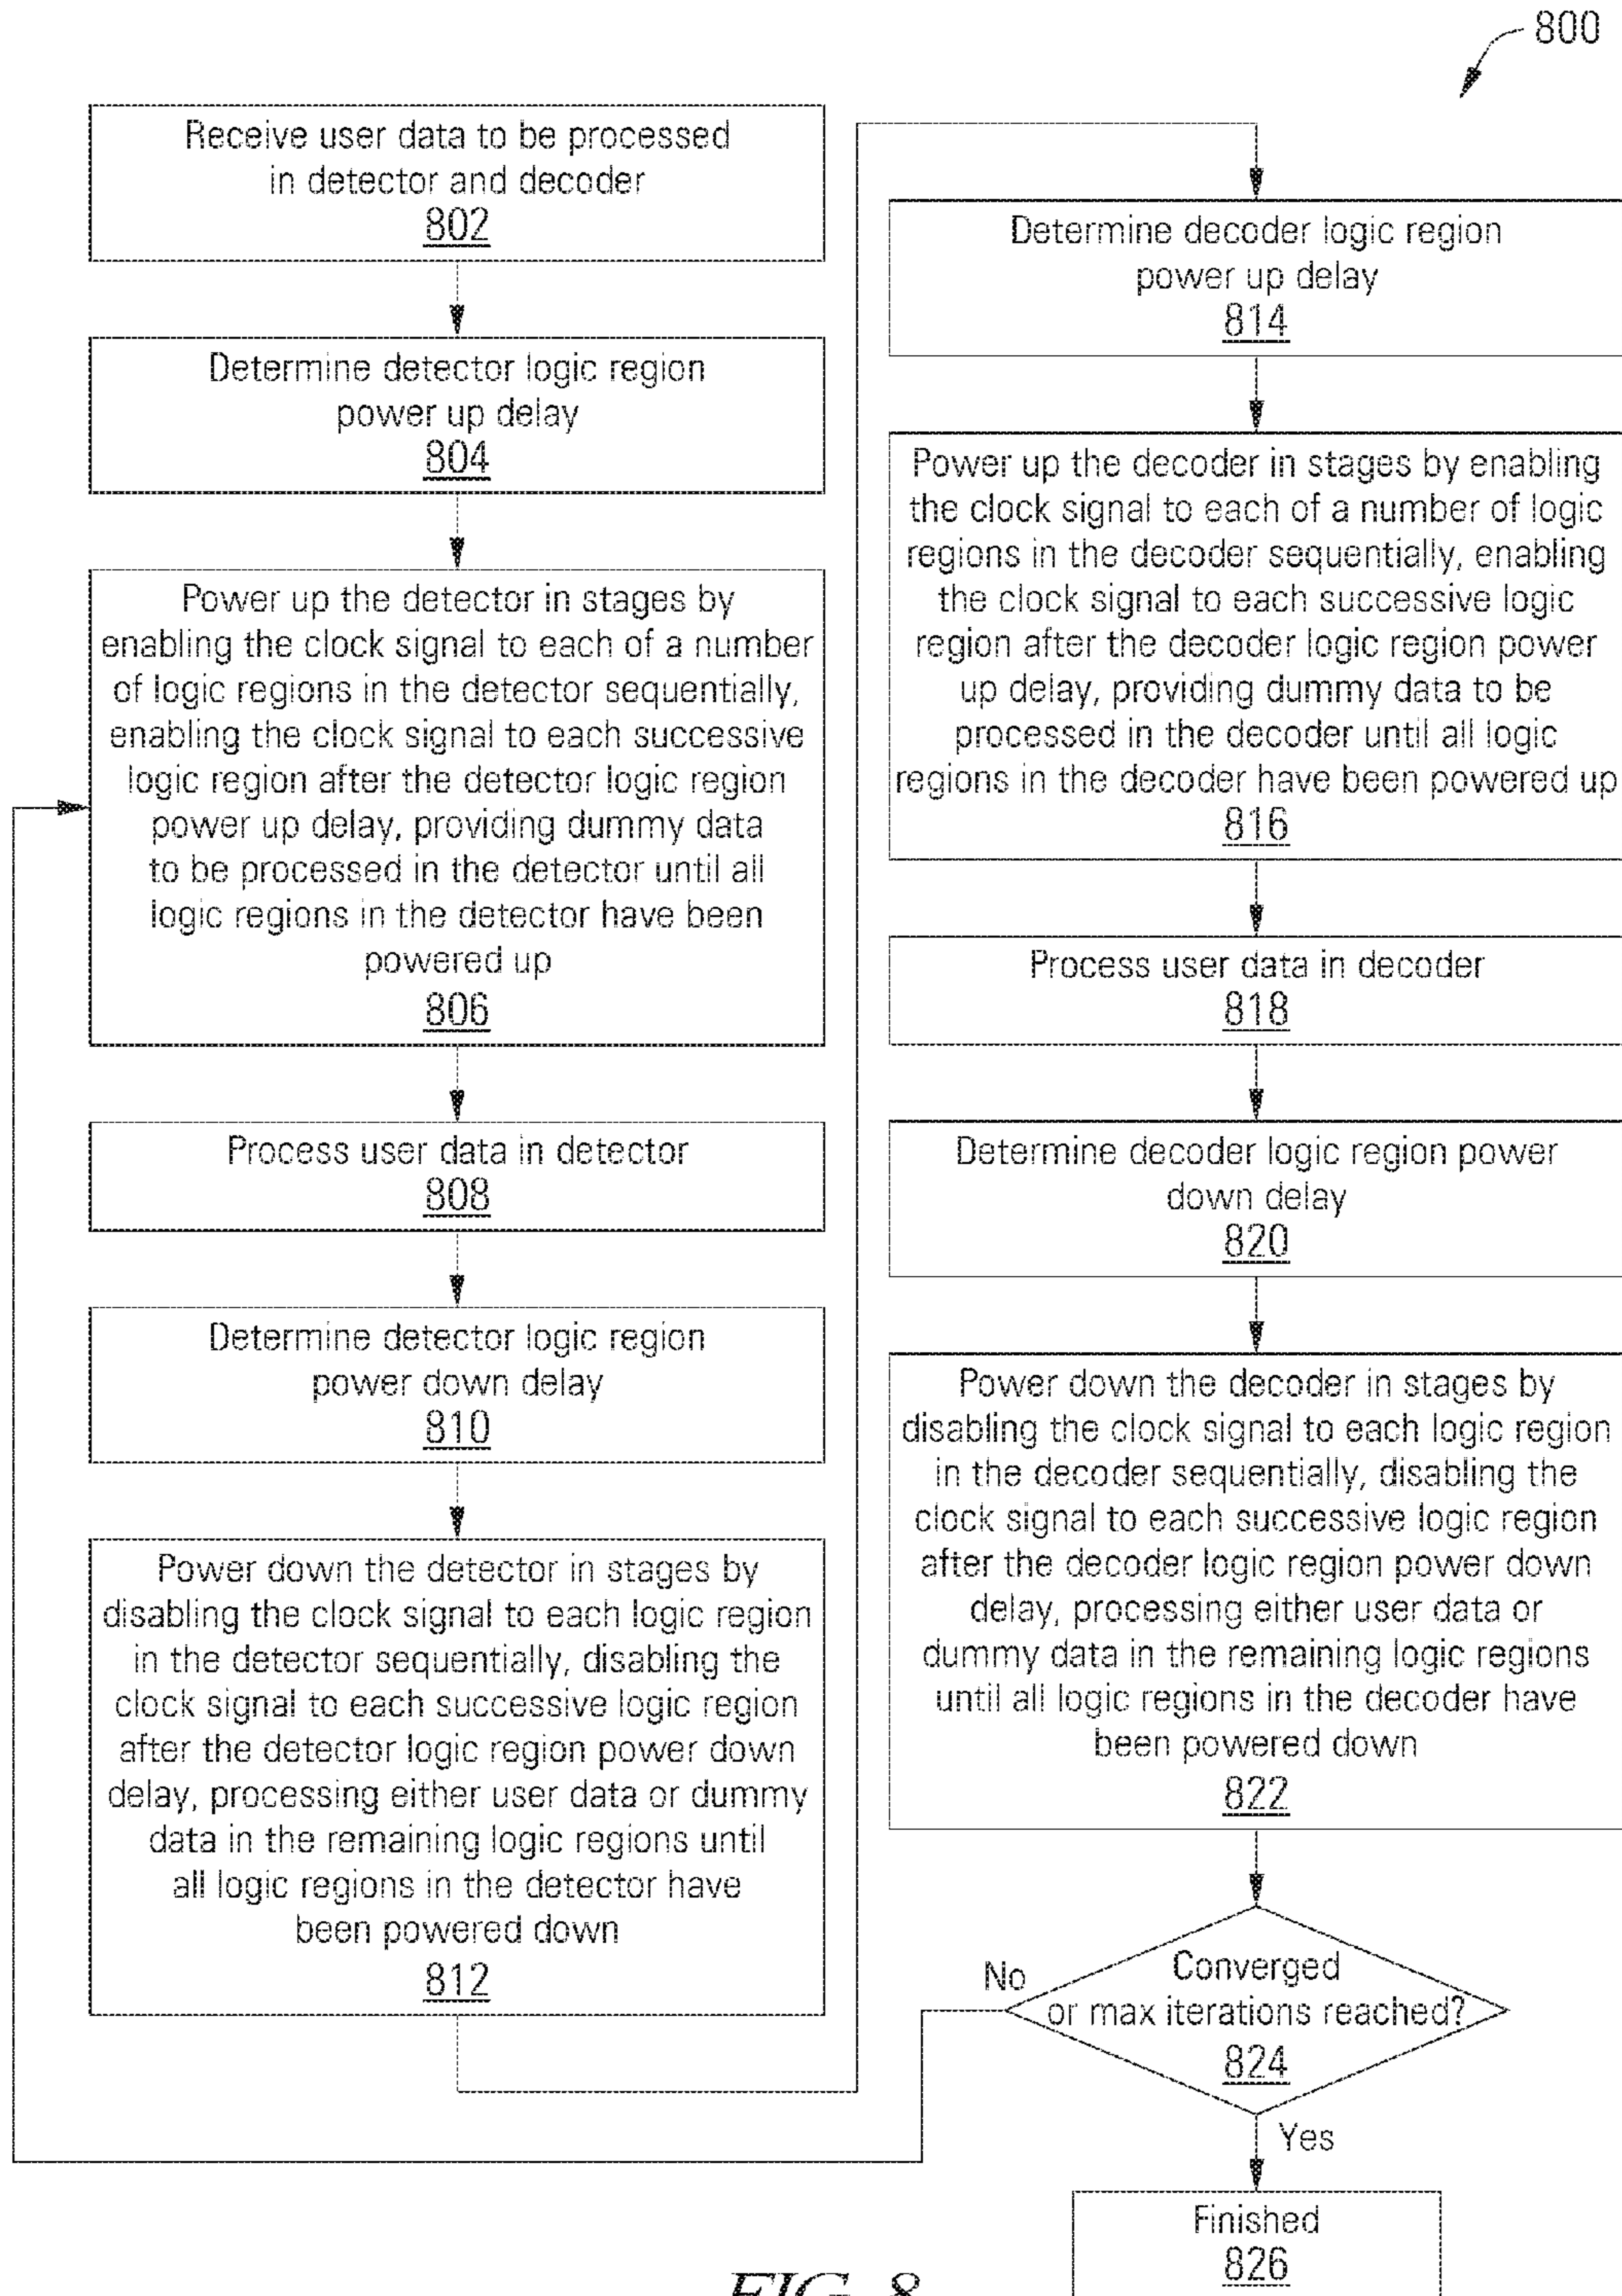 800
Receive user data to be processed
in detector and decoder
802
Determine detector logic region
power up delay
804
Power up the detector in stages by
enabling the clock signal to each of a number
of logic regions in the detector sequentially,
enabling the clock signal to each successive
logic region after the detector logic region
power up delay, providing dummy data
to be processed in the detector until all
logic regions in the detector have been
powered up
806
Process user data in detector
808
Determine detector logic region
power down delay
810
Power down the detector in stages by
disabling the clock signal to each logic region
in the detector sequentially, disabling the
clock signal to each successive logic region
after the detector logic region power down
delay, processing either user data or dummy
data in the remaining logic regions until
all logic regions in the detector have
been powered down
812
Determine decoder logic region
power up delay
814
Power up the decoder in stages by enabling
the clock signal to each of a number of logic
regions in the decoder sequentially, enabling
the clock signal to each successive logic
region after the decoder logic region power
up delay, providing dummy data to be
processed in the decoder until all logic
regions in the decoder have been powered up
816
Process user data in decoder
818
Determine decoder logic region power
down delay
820
Power down the decoder in stages by
disabling the clock signal to each logic region
in the decoder sequentially, disabling the
clock signal to each successive logic region
after the decoder logic region power down
delay, processing either user data or
dummy data in the remaining logic regions
until all logic regions in the decoder have
been powered down
822
No
Converged
or max iterations reached?
824
Yes
Finished
826
FIG. 8